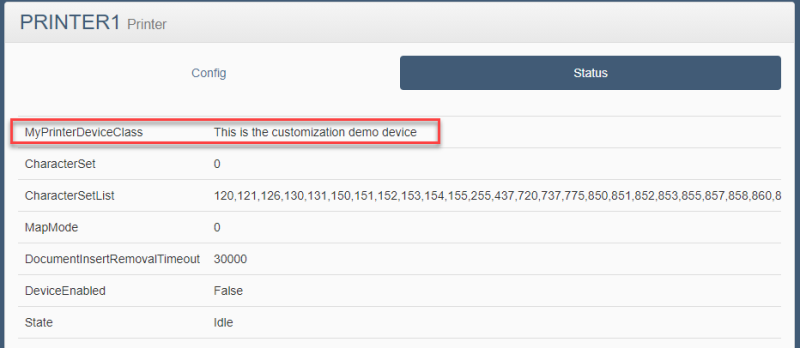 PRINTER1 Printer
Config Status
MyPrinterDeviceClass This is the customization demo device
CharacterSet 0
CharacterSetList 120,121,126,130,131,150,151,152,153,154,155,255,437,720,737,775,850,851,852,853,855,857,858,860,8
MapMode 0
DocumentInsertRemovalTimeout 30000
DeviceEnabled False
State Idle